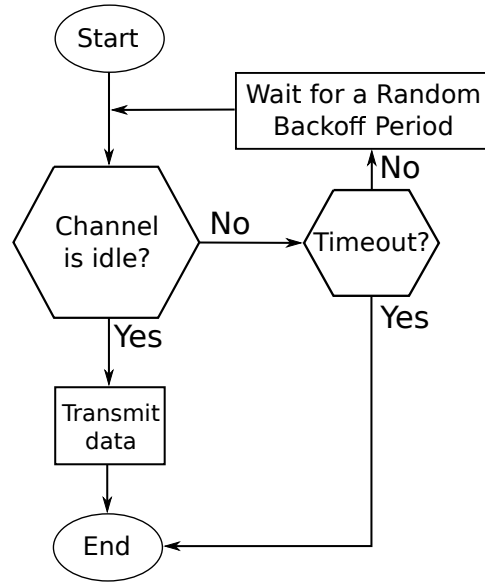 Start
Wait for a Random
Backoff Period
No
Channel
is idle?
No
Timeout?
Yes
Yes
Transmit
data
End